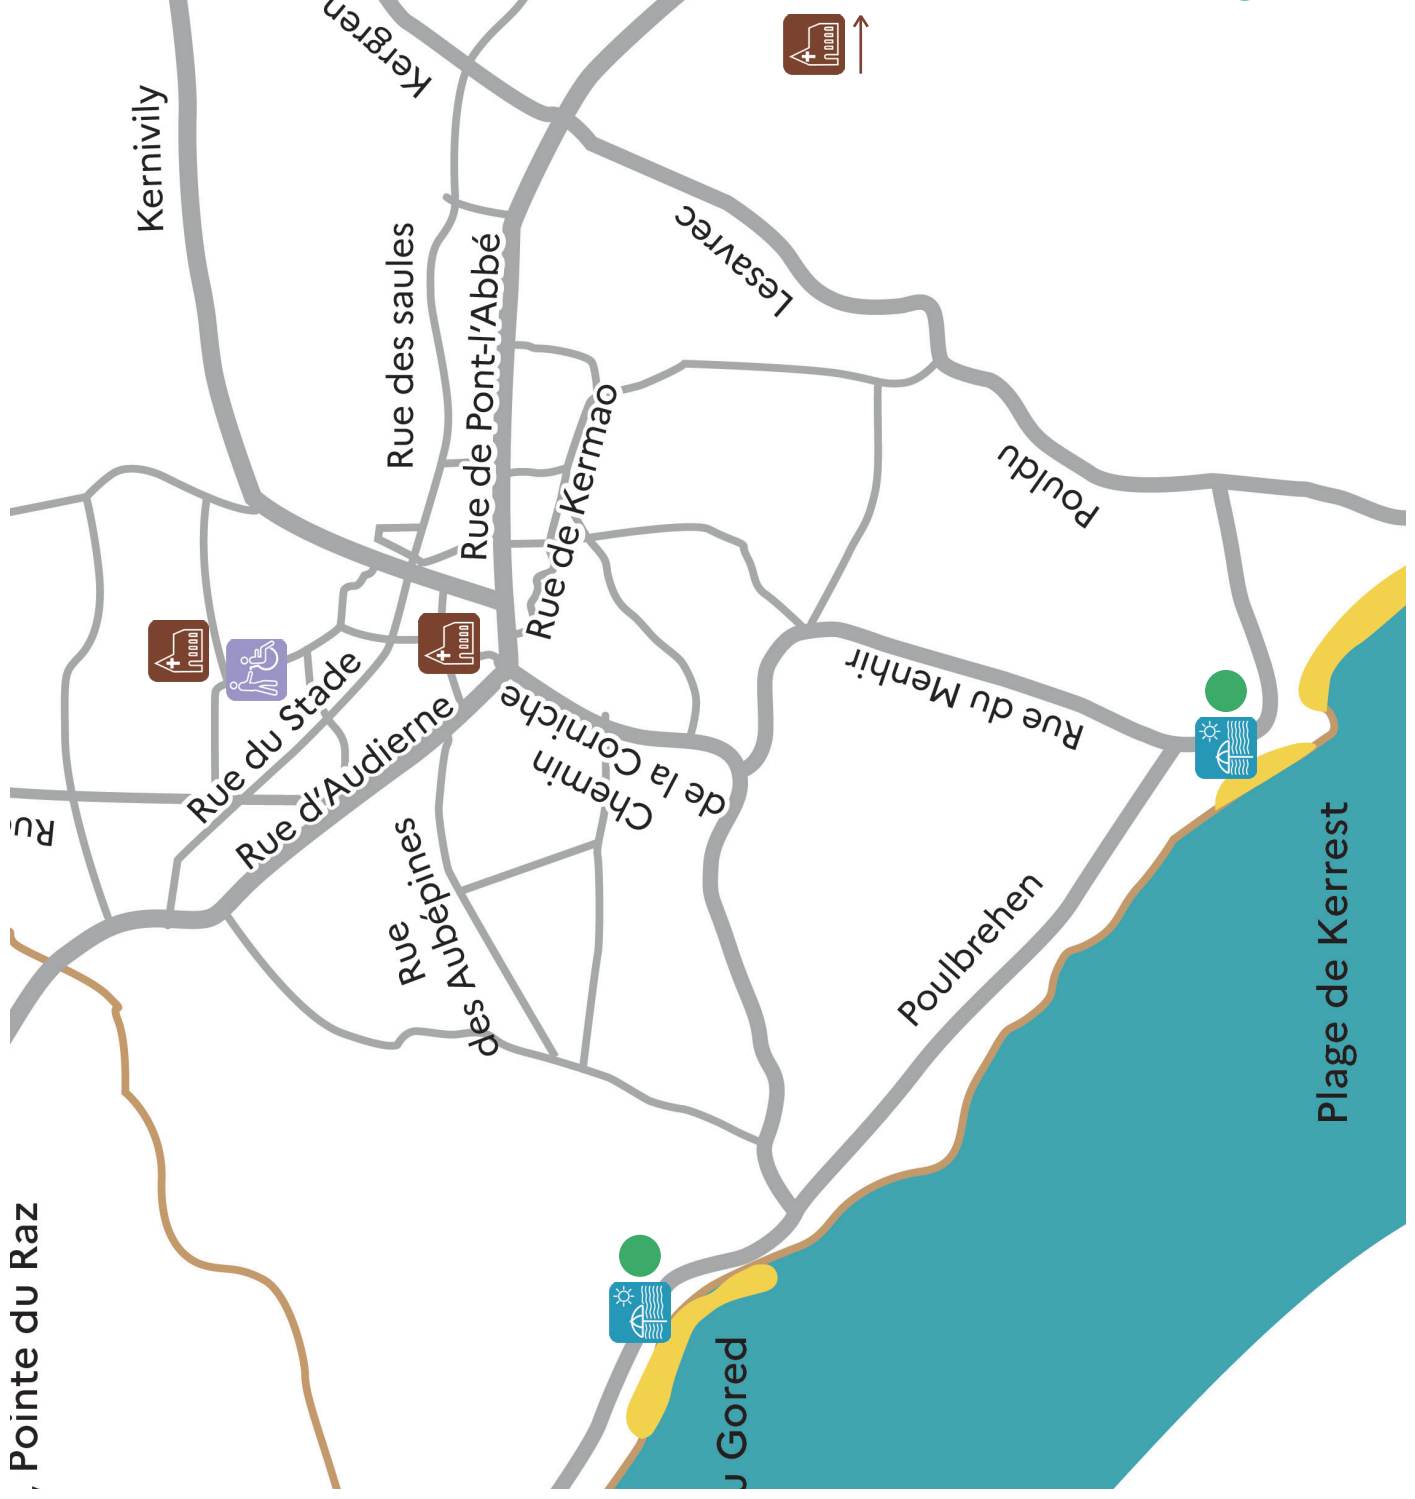 Kergren
Kernivily
Rue des saules
Rue de Pont-l'Abbé
Lesavrec
Rue de Kermao
Pouldu
Rue du Stade
Rue d'Audierne
Chemin
de la Corniche
Rue du Menhir
Rue
des Aubépines
Poulbrehen
Plage de Kerrest
, Pointe du Raz
Gored